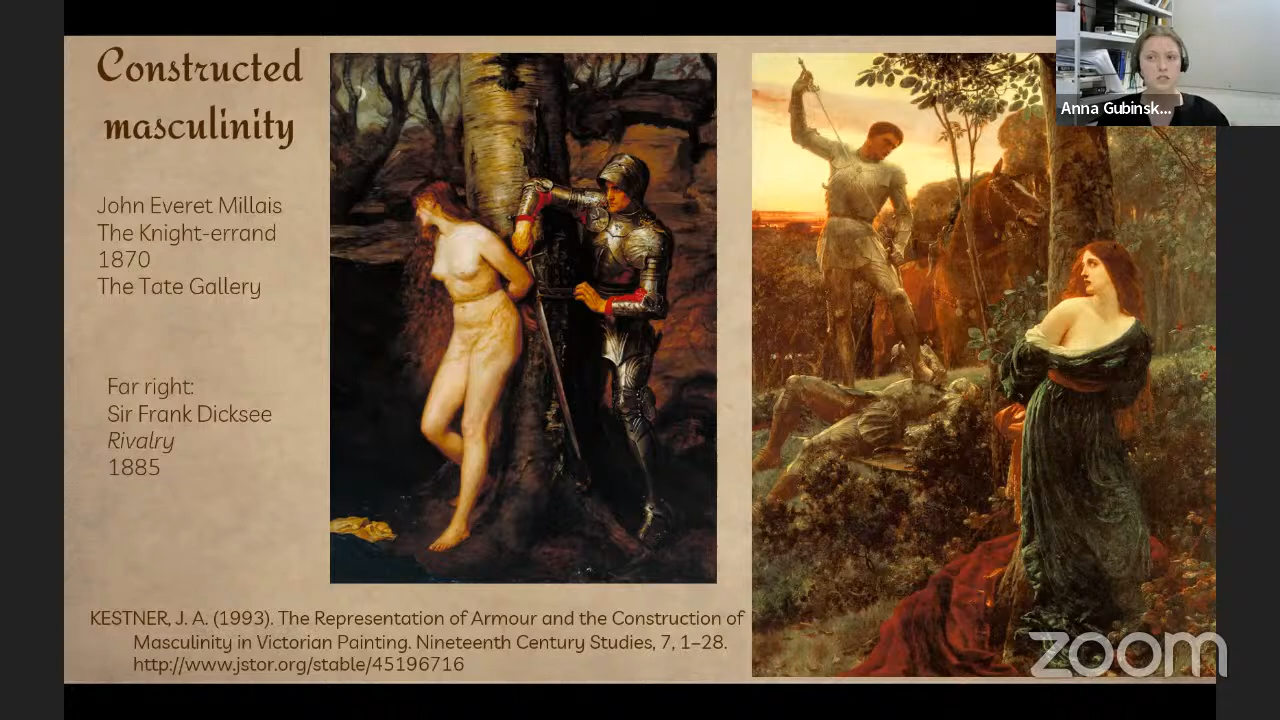 Constructed
masculinity
John Everet Millais
The Knight-errand
1870
The Tate Gallery
Far right:
Sir Frank Dicksee
Rivalry
1885
KESTNER, J. A. (1993). The Representation of Armour and the Construction of
Masculinity in Victorian Painting. Nineteenth Century Studies, 7, 1–28.
http://www.jstor.org/stable/45196716
Anna Gubinsk...
zoom